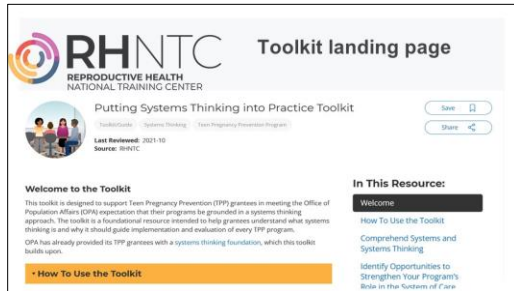 RHNTC
REPRODUCTIVE HEALTH
NATIONAL TRAINING CENTER
Toolkit landing page
Putting Systems Thinking into Practice Toolkit
Toolkit/Guide
Systems Thinking
Teen Pregnancy Prevention Program
Last Reviewed: 2021-10
Source: RHNTC
Save
Share
Welcome to the Toolkit
This toolkit is designed to support Teen Pregnancy Prevention (TPP) grantees in meeting the Office of
Population Affairs (OPA) expectation that their programs be grounded in a systems thinking
approach. The toolkit is a foundational resource intended to help grantees understand what systems
thinking is and why it should guide implementation and evaluation of every TPP program.
OPA has already provided its TPP grantees with a systems thinking foundation, which this toolkit
builds upon.
• How To Use the Toolkit
In This Resource:
Welcome
How To Use the Toolkit
Comprehend Systems and
Systems Thinking
Identify Opportunities to
Strengthen Your Program's
Role in the System of Care